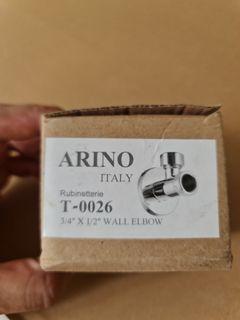 ARINO
ITALY
Rubinetterie
T-0026
3/4" X 1/2" WALL ELBOW